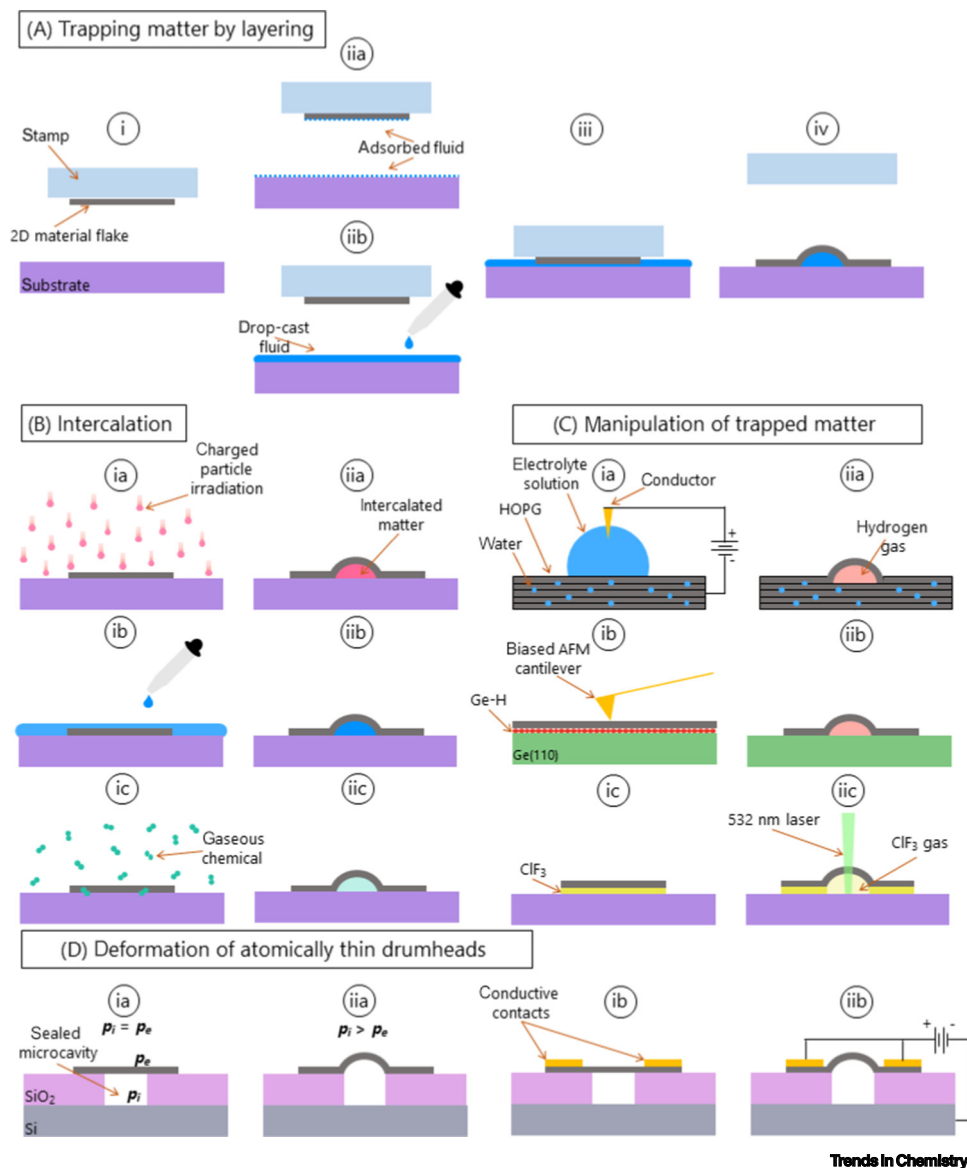 (A) Trapping matter by layering
i
Stamp
2D material flake
Substrate
iia
Adsorbed fluid
iib
Drop-cast
fluid
iii
iv
(B) Intercalation
ia
Charged
particle
irradiation
iia
Intercalated
matter
ib
iib
ic
Gaseous
chemical
iic
(C) Manipulation of trapped matter
ia
Electrolyte
solution
Conductor
HOPG
Water
+
-
iia
Hydrogen
gas
ib
Biased AFM
cantilever
Ge-H
Ge(110)
iib
ic
ClF₃
iic
532 nm laser
ClF₃ gas
(D) Deformation of atomically thin drumheads
ia
pᵢ = pₑ
Sealed
microcavity
pₑ
pᵢ
SiO₂
Si
iia
pᵢ > pₑ
Conductive
contacts
ib
iib
+ -
Trends in Chemistry